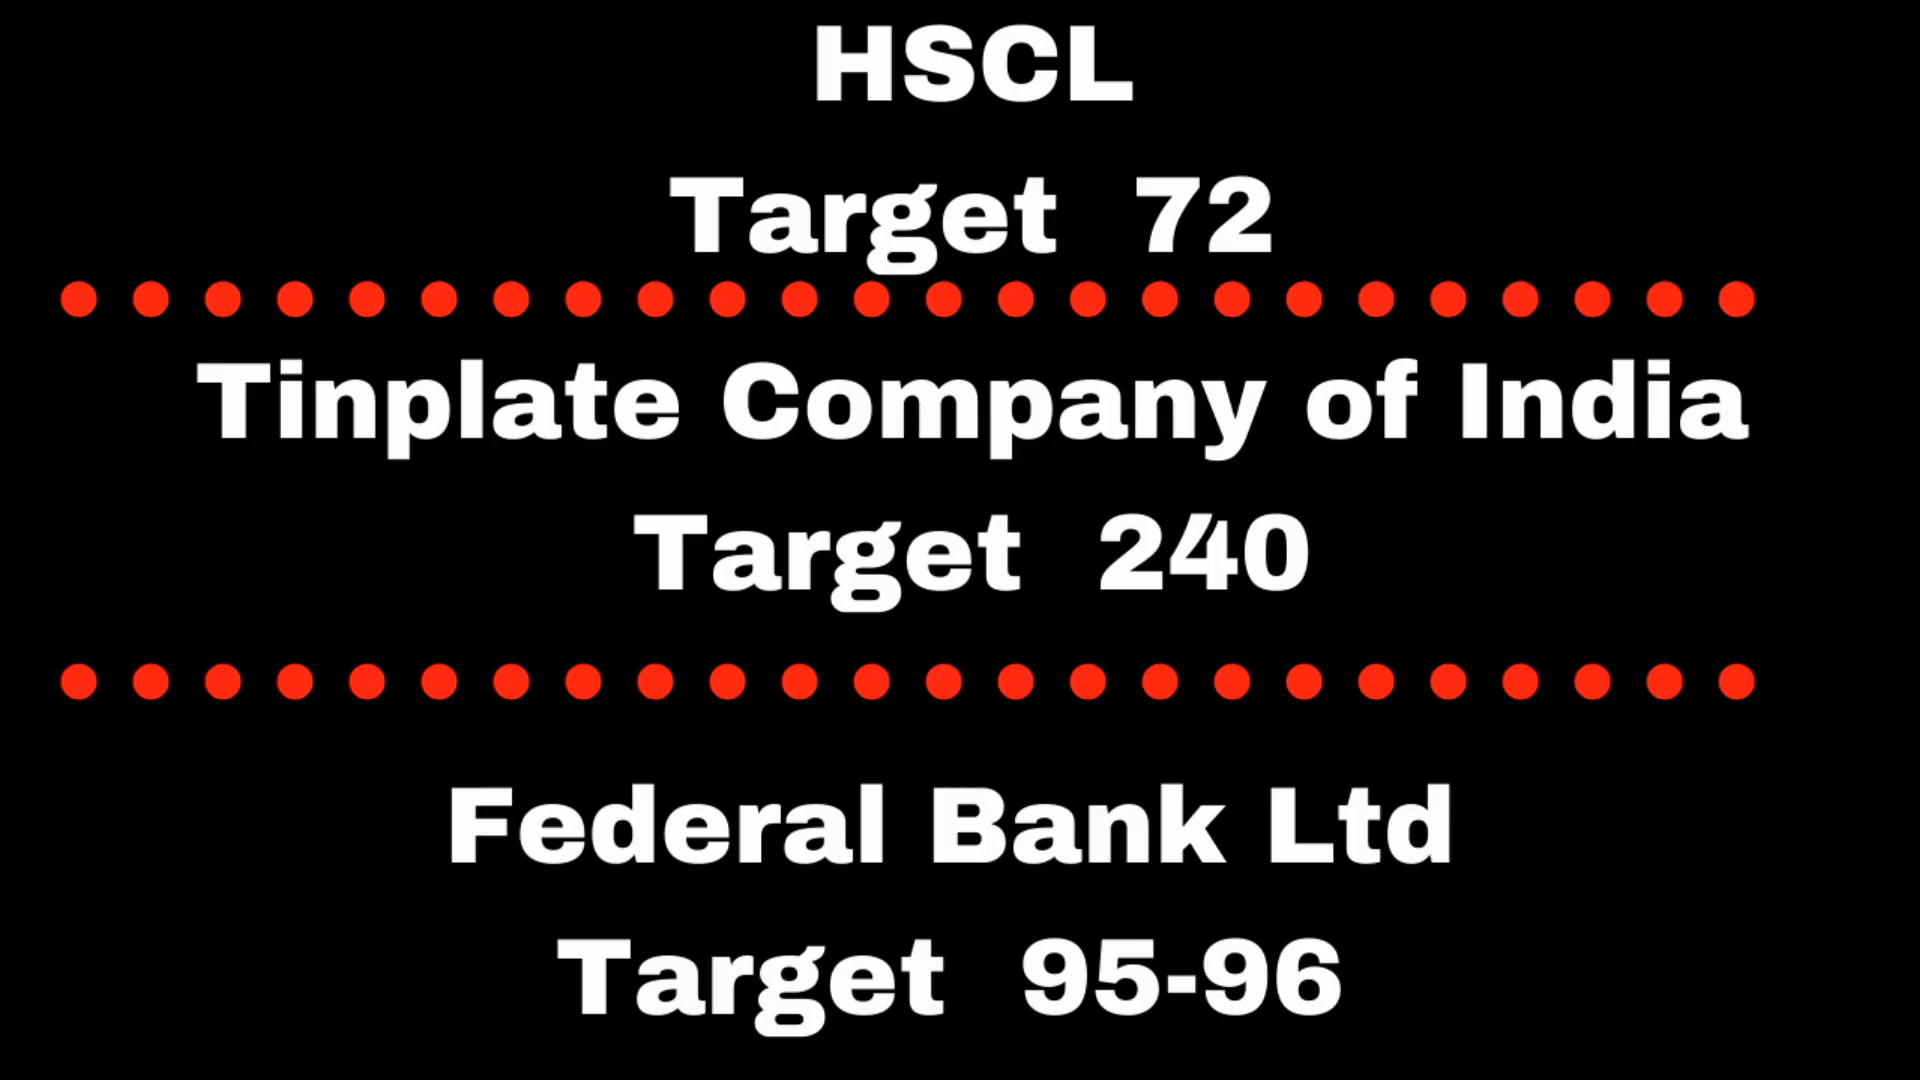 HSCL
Target 72
Tinplate Company of India
Target 240
Federal Bank Ltd
Target 95-96